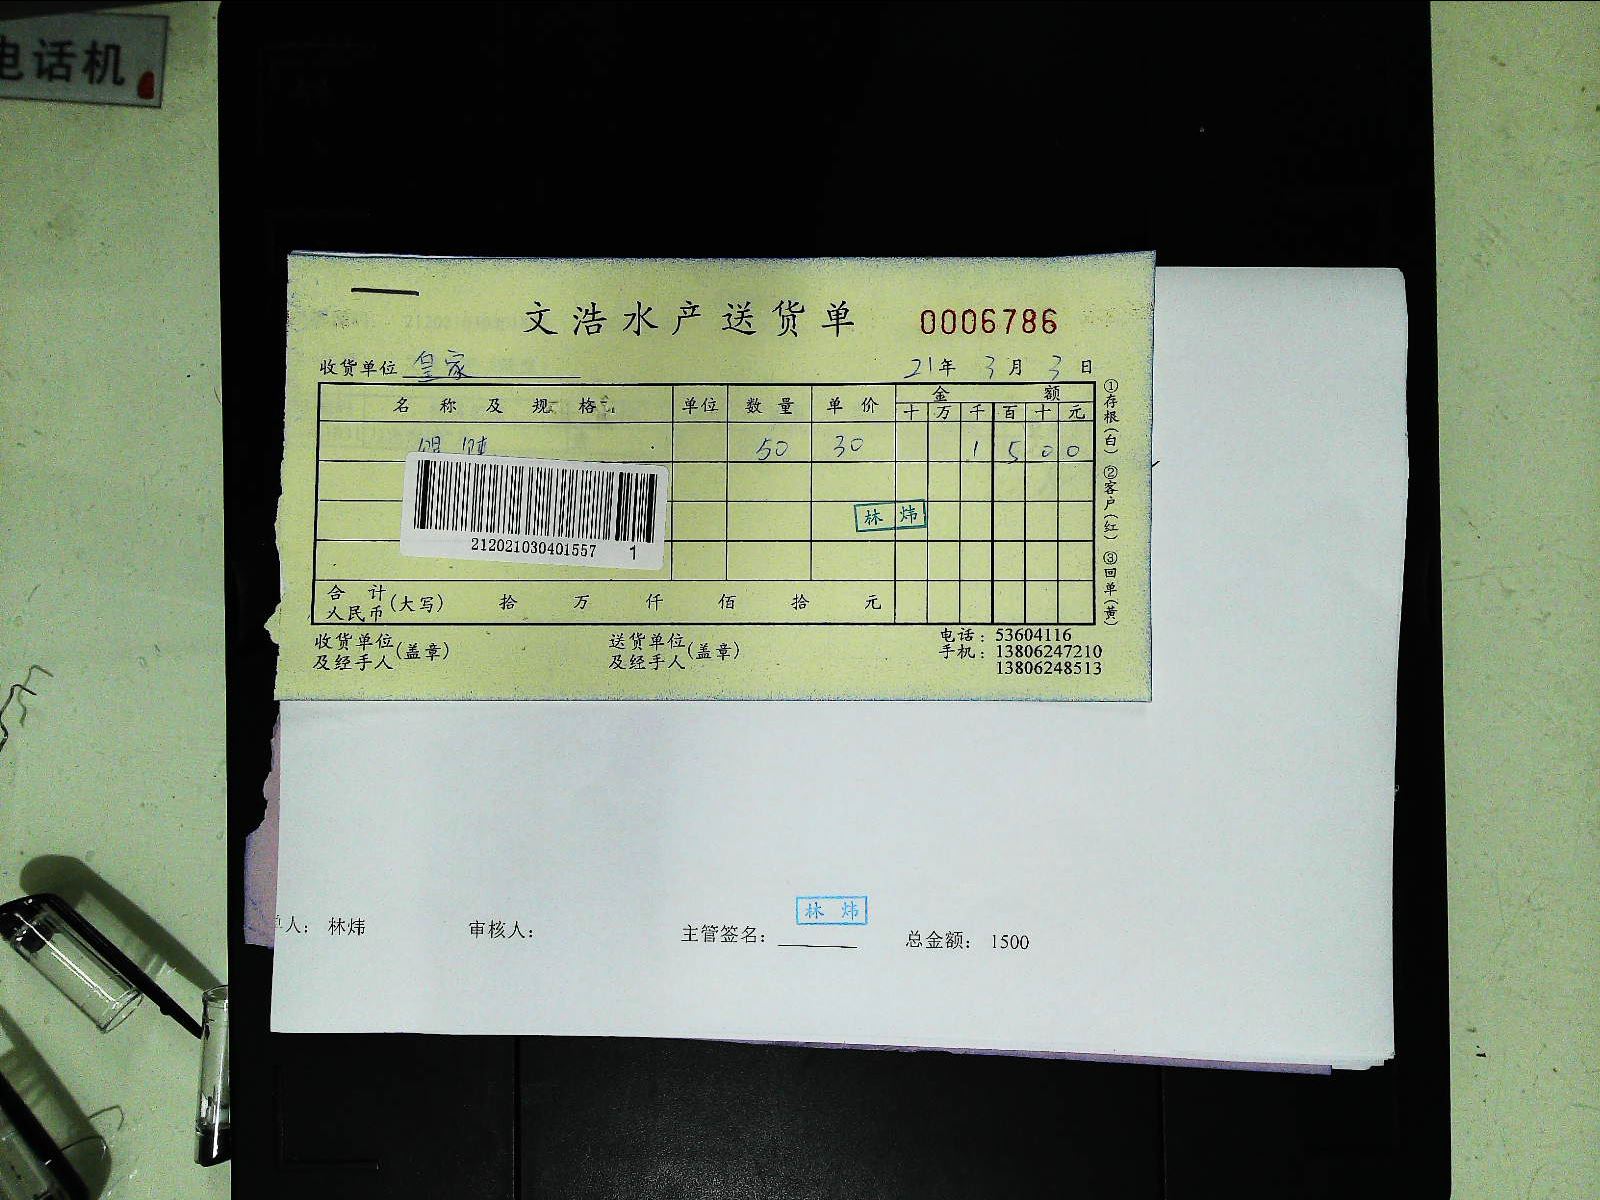 电话机
文浩水产送货单 0006786
收货单位 皇家 21年 3月 3日
名称及规格 单位 数量 单价 金额
十 万 千 百 十 元
50 30 1 5 0 0
林炜
212021030401557 1
合计
人民币 (大写) 拾 万 仟 佰 拾 元
收货单位
及经手人 (盖章)
送货单位
及经手人 (盖章)
电话：53604116
手机：13806247210
13806248513
①存根(白) ②客户(红) ③回单(黄)
林炜
人： 林炜 审核人： 主管签名： 总金额： 1500